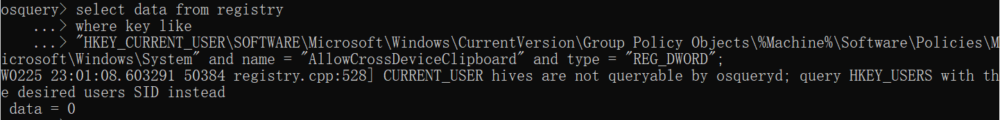 osquery> select data from registry
...> where key like
...> "HKEY_CURRENT_USER\SOFTWARE\Microsoft\Windows\CurrentVersion\Group Policy Objects\%Machine%\Software\Policies\M
icrosoft\Windows\System" and name = "AllowCrossDeviceClipboard" and type = "REG_DWORD";
W0225 23:01:08.603291 50384 registry.cpp:528] CURRENT_USER hives are not queryable by osqueryd; query HKEY_USERS with th
e desired users SID instead
data = 0